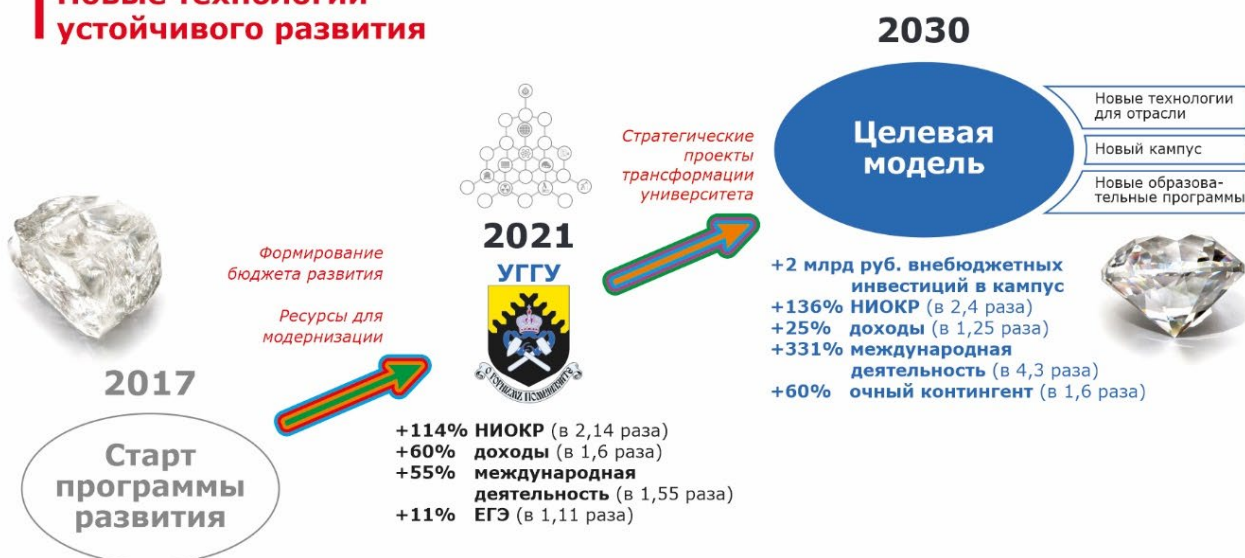 Новые технологии
устойчивого развития
2030
Целевая
модель
Новые технологии
для отрасли
Новый кампус
Новые образова-
тельные программы
Стратегические
проекты
трансформации
университета
2021
УГГУ
Формирование
бюджета развития
Ресурсы для
модернизации
2017
Старт
программы
развития
+114% НИОКР (в 2,14 раза)
+60% доходы (в 1,6 раза)
+55% международная
деятельность (в 1,55 раза)
+11% ЕГЭ (в 1,11 раза)
+2 млрд руб. внебюджетных
инвестиций в кампус
+136% НИОКР (в 2,4 раза)
+25% доходы (в 1,25 раза)
+331% международная
деятельность (в 4,3 раза)
+60% очный контингент (в 1,6 раза)